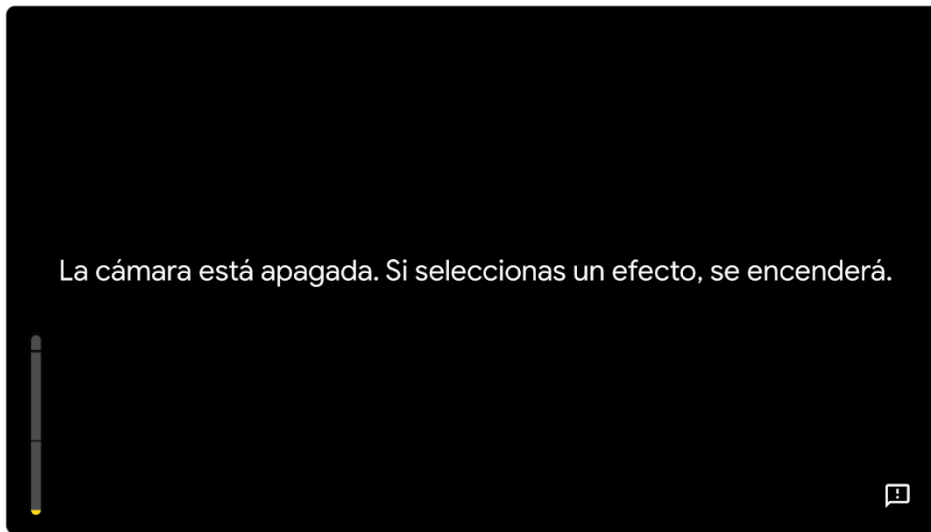 La cámara está apagada. Si seleccionas un efecto, se encenderá.